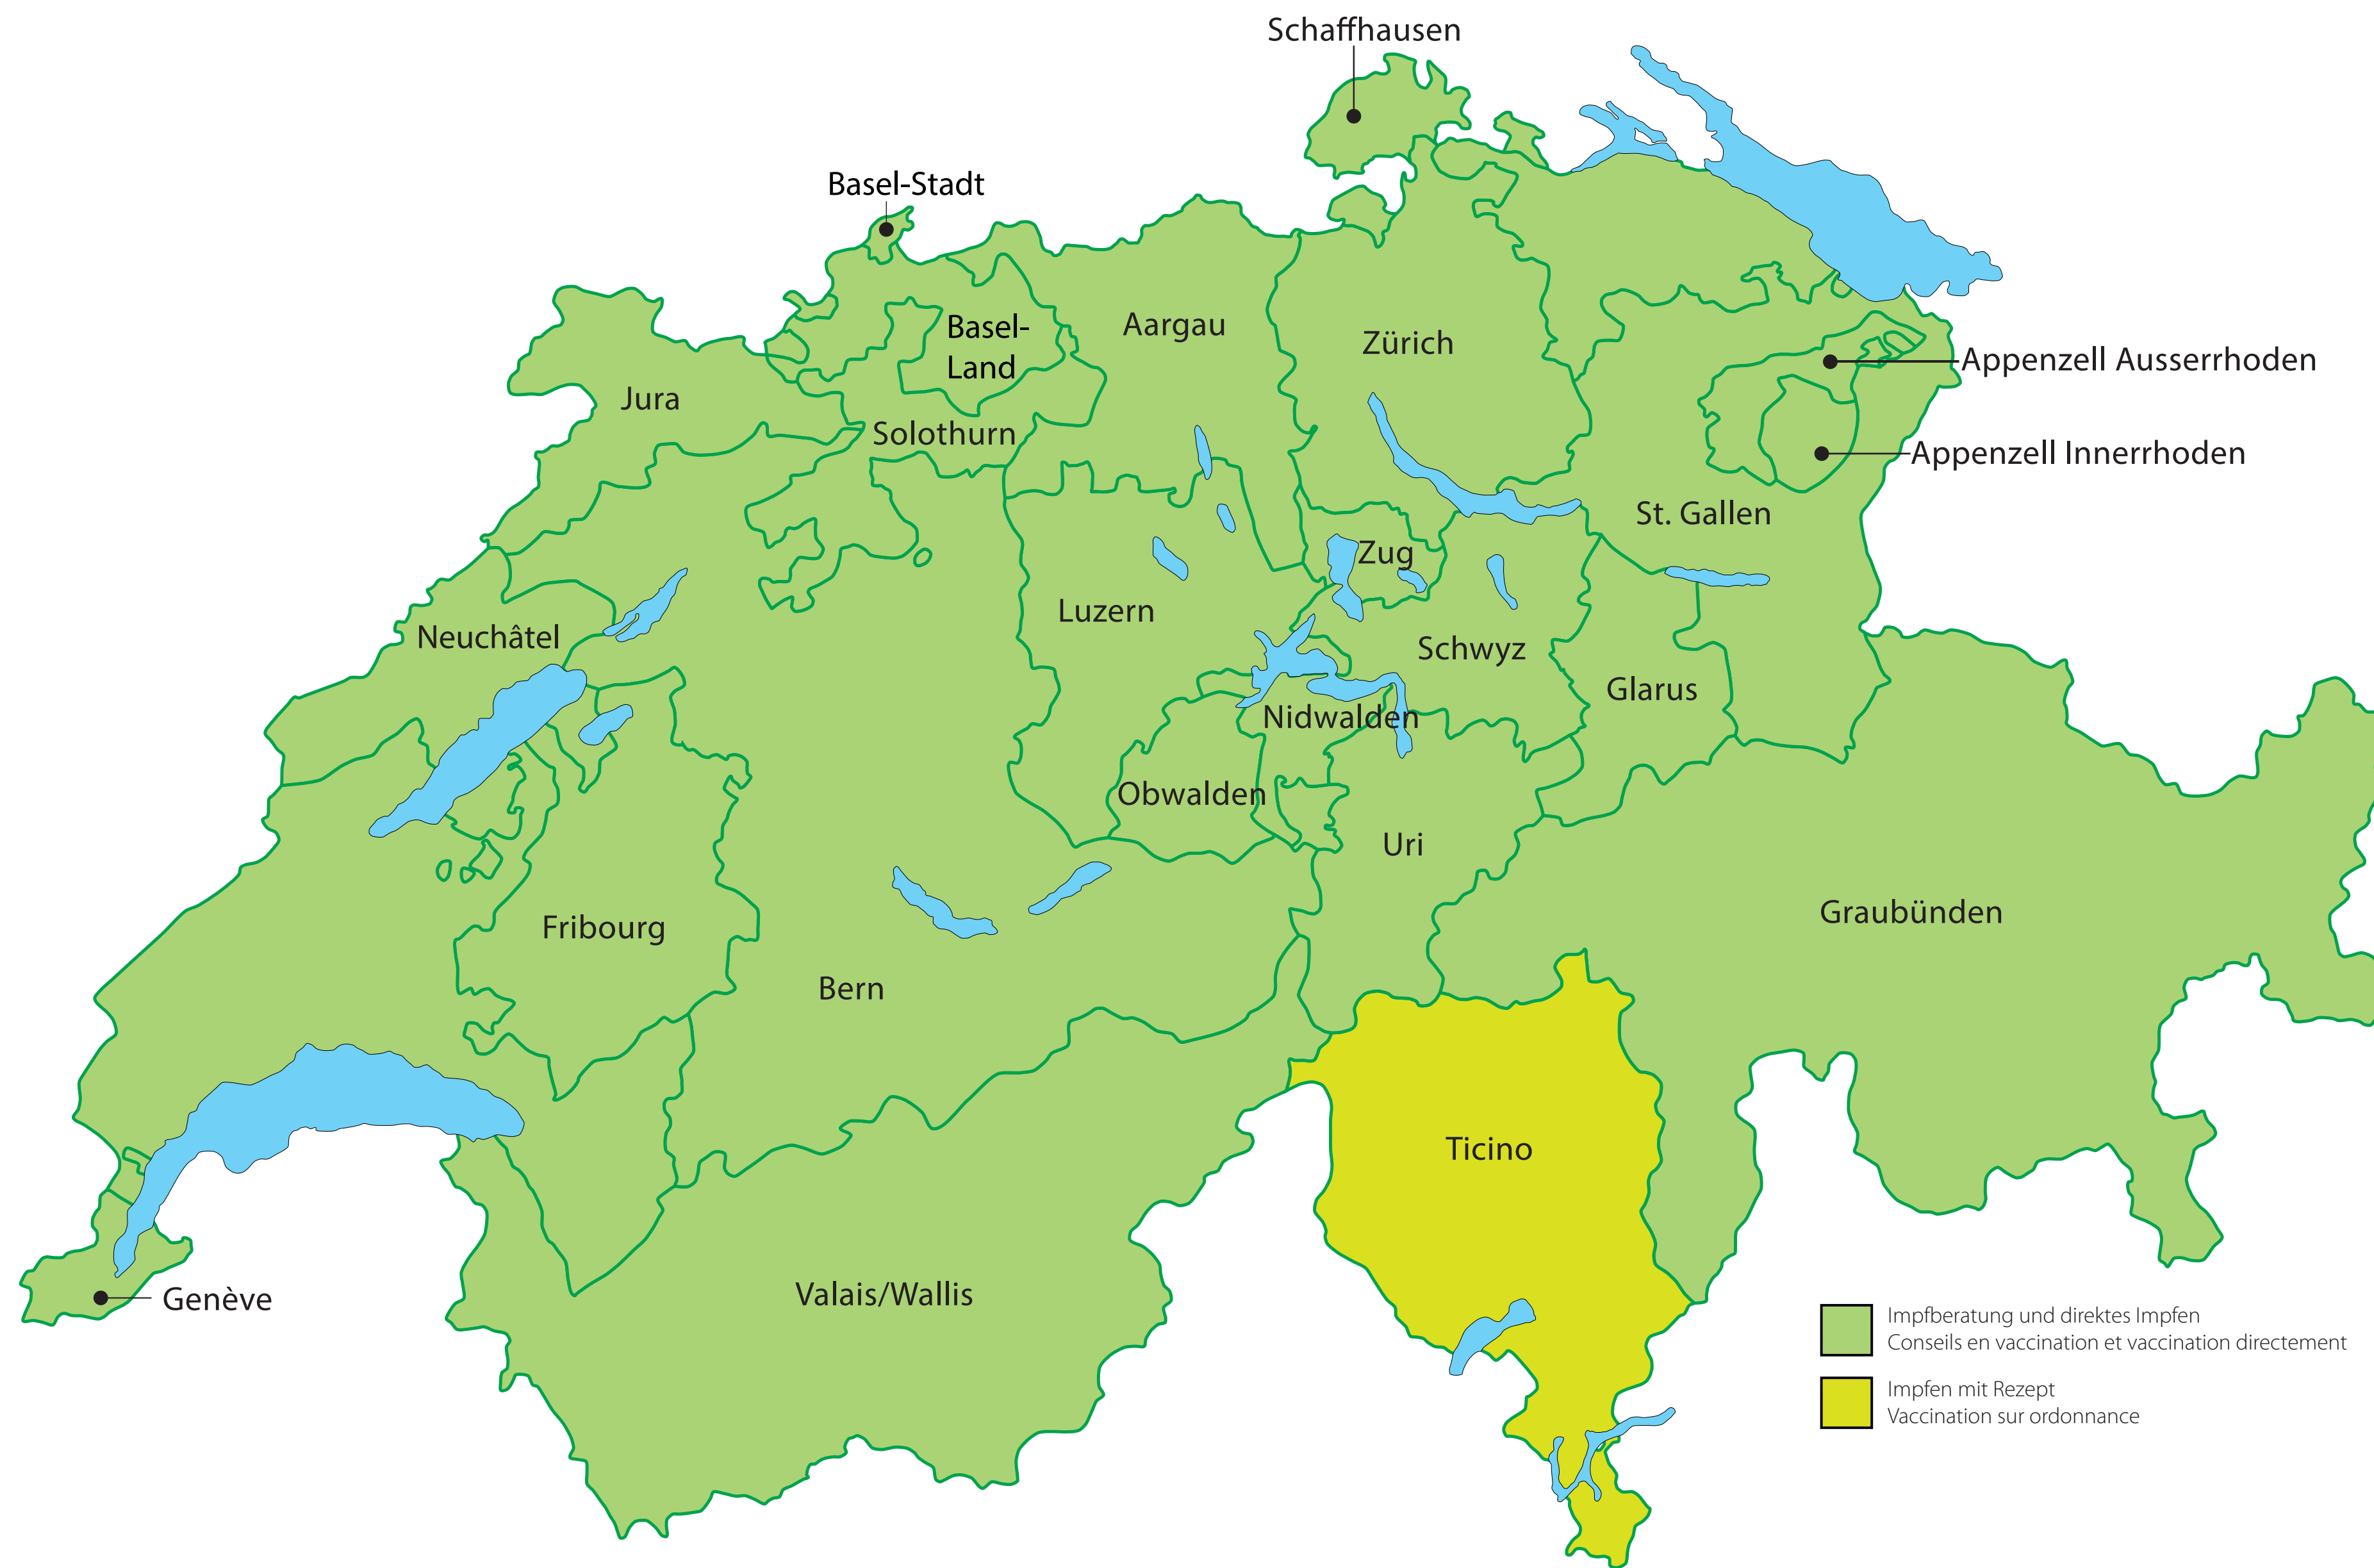 Schaffhausen
Basel-Stadt
Basel-
Land
Aargau
Zürich
Appenzell Ausserrhoden
Jura
Solothurn
Appenzell Innerrhoden
St. Gallen
Zug
Luzern
Neuchâtel
Schwyz
Glarus
Nidwalden
Obwalden
Uri
Graubünden
Fribourg
Bern
Ticino
Valais/Wallis
Genève
Impfberatung und direktes Impfen
Conseils en vaccination et vaccination directement
Impfen mit Rezept
Vaccination sur ordonnance